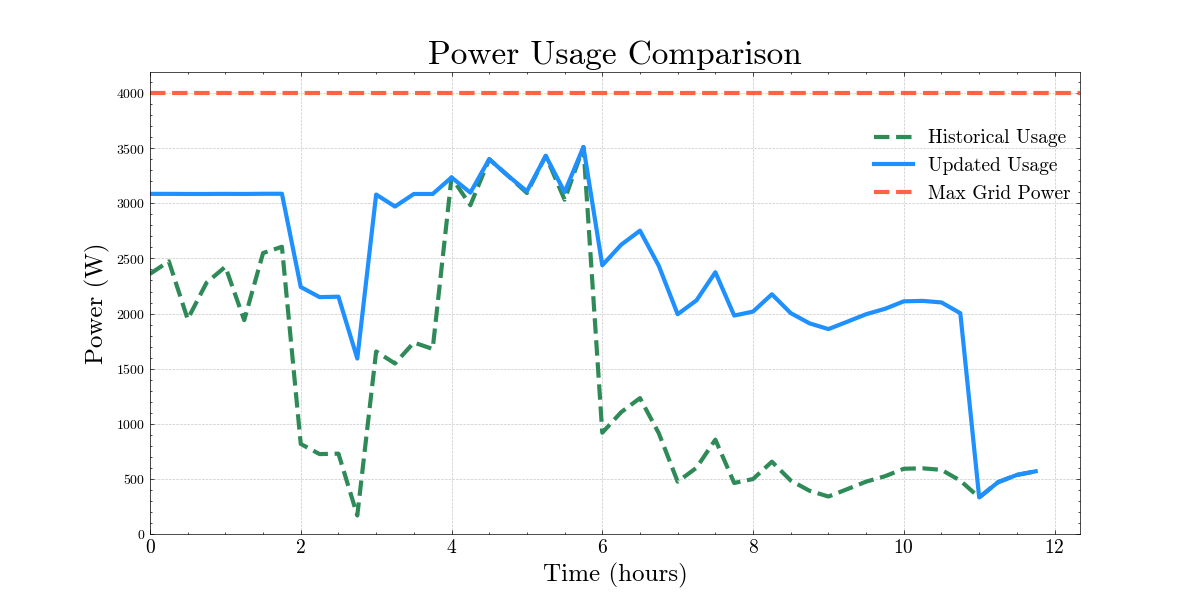 Power Usage Comparison
4000
3500
3000
2500
2000
1500
1000
500
0
Power (W)
Historical Usage
Updated Usage
Max Grid Power
0 2 4 6 8 10 12
Time (hours)